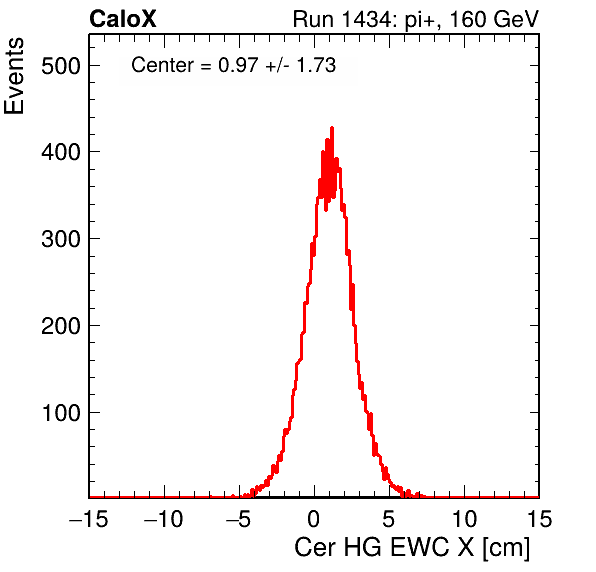 CaloX Run 1434: pi+, 160 GeV
Events
Center = 0.97 +/- 1.73
500
400
300
200
100
−15 −10 −5 0 5 10 15
Cer HG EWC X [cm]